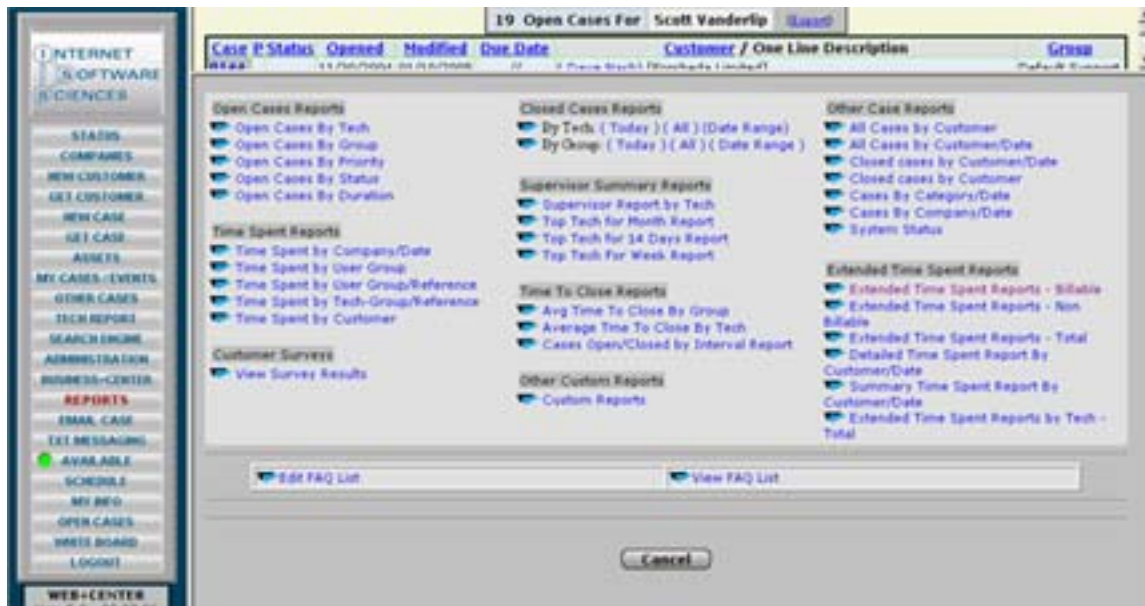 19 Open Cases For Scott Vanderlip (Logout)
INTERNET
SOFTWARE
SCIENCES
Case P Status Opened Modified Due Date Customer / One Line Description Group
STATUS
COMPANIES
NEW CUSTOMER
GET CUSTOMER
NEW CASE
GET CASE
ASSETS
MY CASES / EVENTS
OTHER CASES
TECH REPORT
SEARCH ENGINE
ADMINISTRATION
BUSINESS-CENTER
REPORTS
EMAIL CASE
TXT MESSAGING
AVAILABLE
SCHEDULE
MY INFO
OPEN CASES
WHITE BOARD
LOGOUT
WEB+CENTER
Open Cases Reports
Open Cases By Tech
Open Cases By Group
Open Cases By Priority
Open Cases By Status
Open Cases By Duration
Time Spent Reports
Time Spent by Company/Date
Time Spent by User Group
Time Spent by User Group/Reference
Time Spent by Tech-Group/Reference
Time Spent by Customer
Customer Surveys
View Survey Results
Closed Cases Reports
By Tech: ( Today ) ( All ) (Date Range)
By Group: ( Today ) ( All ) ( Date Range )
Supervisor Summary Reports
Supervisor Report by Tech
Top Tech for Month Report
Top Tech for 14 Days Report
Top Tech For Week Report
Time To Close Reports
Avg Time To Close By Group
Average Time To Close By Tech
Cases Open/Closed by Interval Report
Other Custom Reports
Custom Reports
Other Case Reports
All Cases by Customer
All Cases by Customer/Date
Closed cases by Customer/Date
Closed cases by Customer
Cases By Category/Date
Cases By Company/Date
System Status
Extended Time Spent Reports
Extended Time Spent Reports - Billable
Extended Time Spent Reports - Non
Billable
Extended Time Spent Reports - Total
Detailed Time Spent Report By
Customer/Date
Summary Time Spent Report By
Customer/Date
Extended Time Spent Reports by Tech -
Total
Edit FAQ List
View FAQ List
Cancel